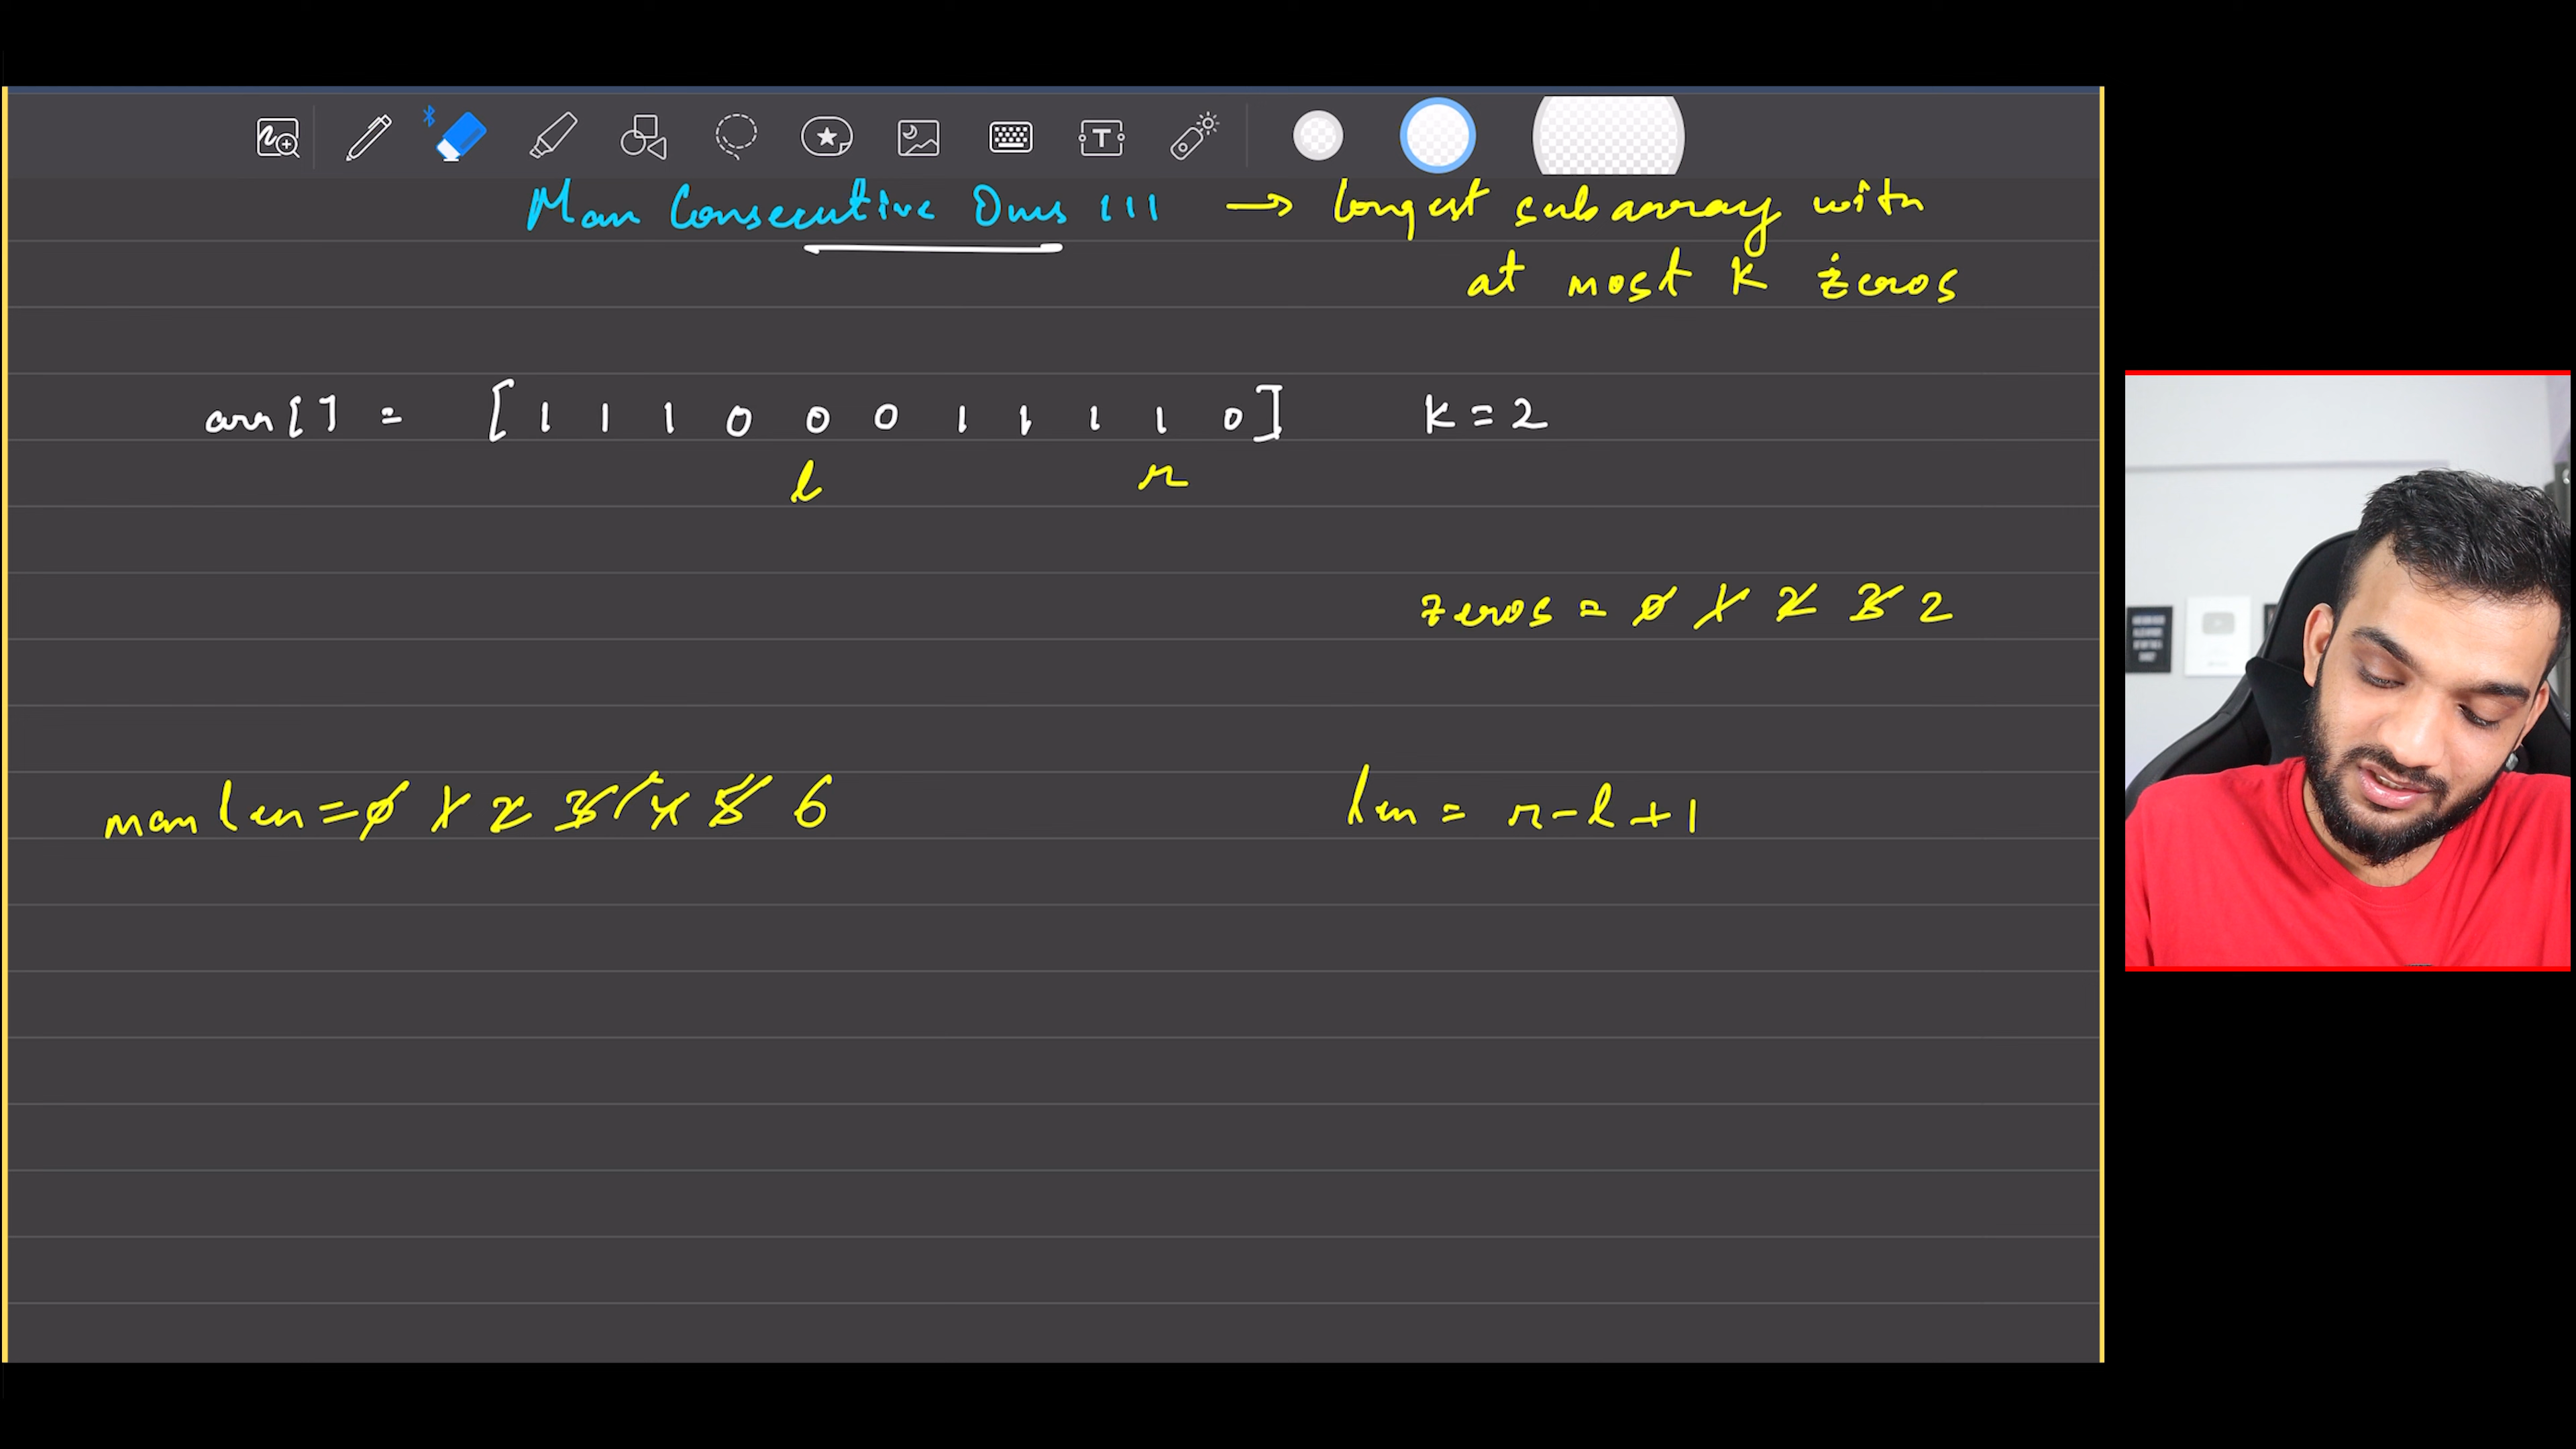 Max Consecutive Ones III → Longest subarray with
at most K zeros
arr[] = [1 1 1 0 0 0 1 1 1 1 0] K = 2
l r
zeros = 0 1 2 3 2
maxlen = 0 1 2 3 4 5 6
len = r - l + 1